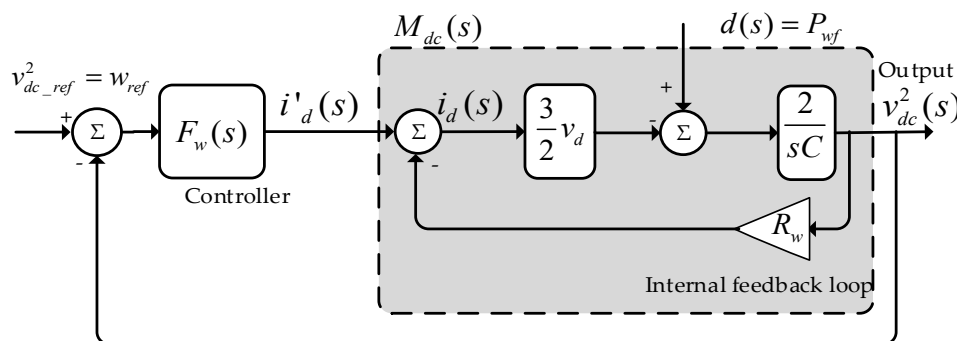 M_dc(s)
d(s) = P_wf
v²_dc_ref = w_ref
Output
+
Σ
-
F_w(s)
i'_d(s)
Σ
-
i_d(s)
3/2 v_d
+
-
Σ
2/sC
v²_dc(s)
Controller
R_w
Internal feedback loop